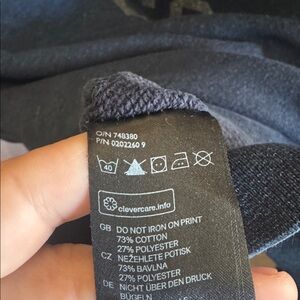 O/N 748380
P/N 0202260 9
40
clevercare.info
GB DO NOT IRON ON PRINT
73% COTTON
27% POLYESTER
CZ NEŽEHLETE POTISK
73% BAVLNA
27% POLYESTER
DE NICHT ÜBER DEN DRUCK
BÜGELN